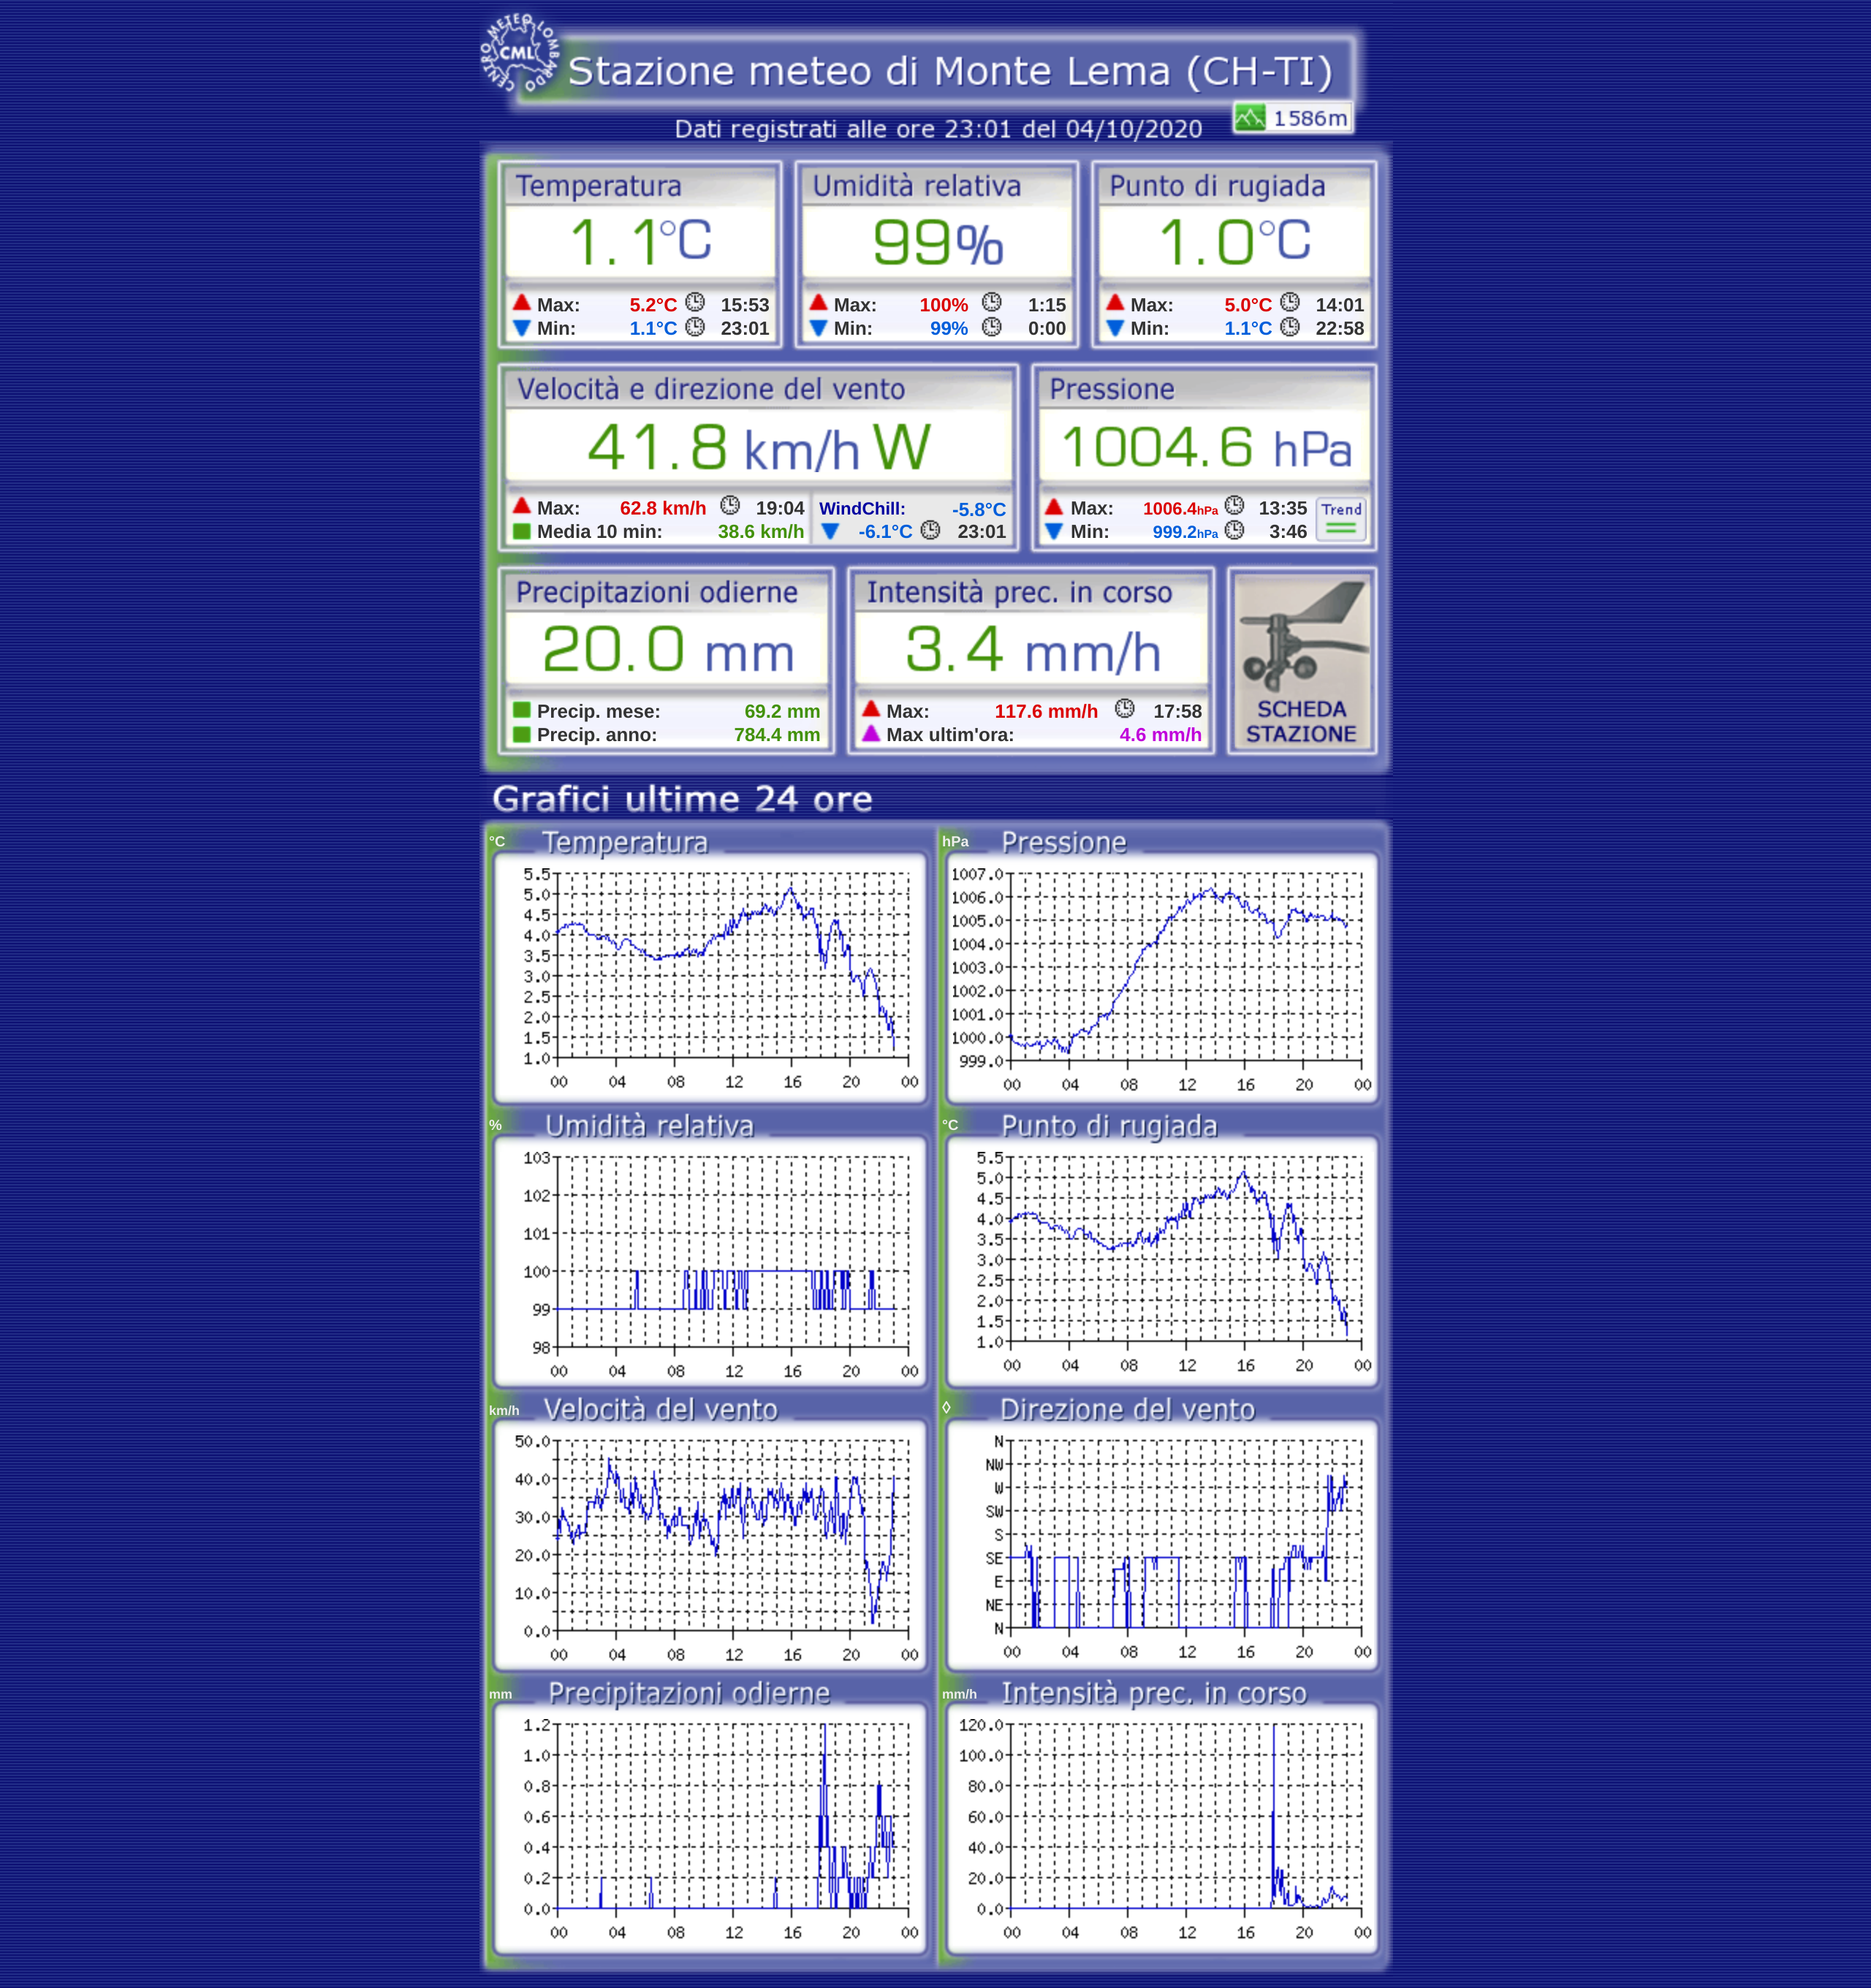 CENTRO METEO LOMBARDO
CML
Stazione meteo di Monte Lema (CH-TI)
1586m
Dati registrati alle ore 23:01 del 04/10/2020
Temperatura Umidità relativa Punto di rugiada
1.1°C 99% 1.0°C
Max: 5.2°C 15:53 Max: 100% 1:15 Max: 5.0°C 14:01
Min: 1.1°C 23:01 Min: 99% 0:00 Min: 1.1°C 22:58
Velocità e direzione del vento Pressione
41.8 km/h W 1004.6 hPa
Max: 62.8 km/h 19:04 WindChill: -5.8°C Max: 1006.4hPa 13:35 Trend
Media 10 min: 38.6 km/h -6.1°C 23:01 Min: 999.2hPa 3:46
Precipitazioni odierne Intensità prec. in corso
20.0 mm 3.4 mm/h
Precip. mese: 69.2 mm Max: 117.6 mm/h 17:58 SCHEDA
Precip. anno: 784.4 mm Max ultim'ora: 4.6 mm/h STAZIONE
Grafici ultime 24 ore
°C Temperatura
5.5
5.0
4.5
4.0
3.5
3.0
2.5
2.0
1.5
1.0
00 04 08 12 16 20 00
hPa Pressione
1007.0
1006.0
1005.0
1004.0
1003.0
1002.0
1001.0
1000.0
999.0
00 04 08 12 16 20 00
% Umidità relativa
103
102
101
100
99
98
00 04 08 12 16 20 00
°C Punto di rugiada
5.5
5.0
4.5
4.0
3.5
3.0
2.5
2.0
1.5
1.0
00 04 08 12 16 20 00
km/h Velocità del vento
50.0
40.0
30.0
20.0
10.0
0.0
00 04 08 12 16 20 00
◊ Direzione del vento
N
NW
W
SW
S
SE
E
NE
N
00 04 08 12 16 20 00
mm Precipitazioni odierne
1.2
1.0
0.8
0.6
0.4
0.2
0.0
00 04 08 12 16 20 00
mm/h Intensità prec. in corso
120.0
100.0
80.0
60.0
40.0
20.0
0.0
00 04 08 12 16 20 00